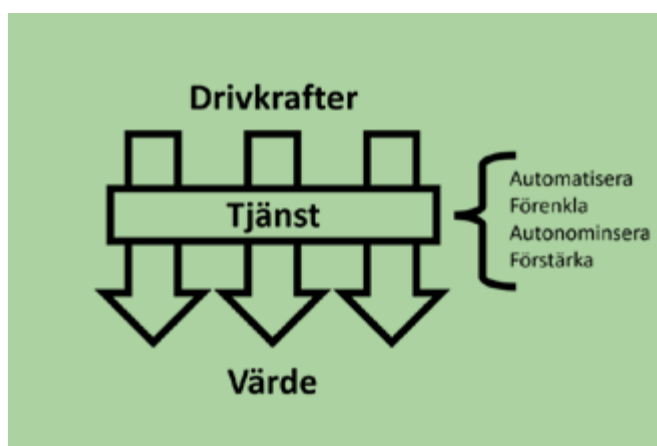 Drivkrafter
Tjänst
Automatisera
Förenkla
Autonominsera
Förstärka
Värde